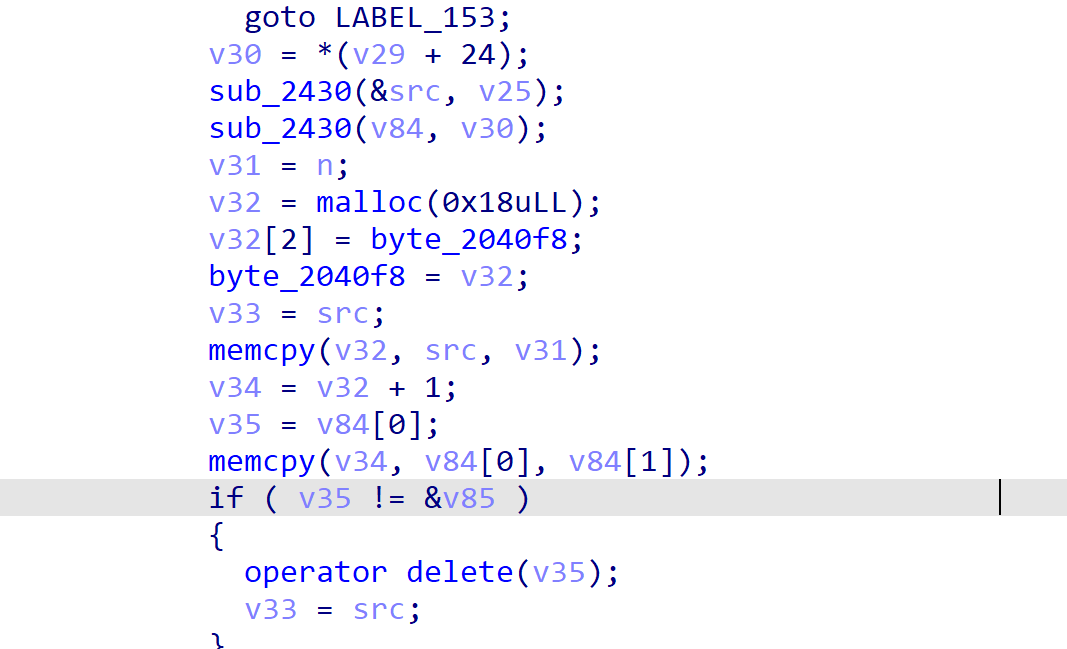 goto LABEL_153;
v30 = *(v29 + 24);
sub_2430(&src, v25);
sub_2430(v84, v30);
v31 = n;
v32 = malloc(0x18uLL);
v32[2] = byte_2040f8;
byte_2040f8 = v32;
v33 = src;
memcpy(v32, src, v31);
v34 = v32 + 1;
v35 = v84[0];
memcpy(v34, v84[0], v84[1]);
if ( v35 != &v85 )
{
operator delete(v35);
v33 = src;
}